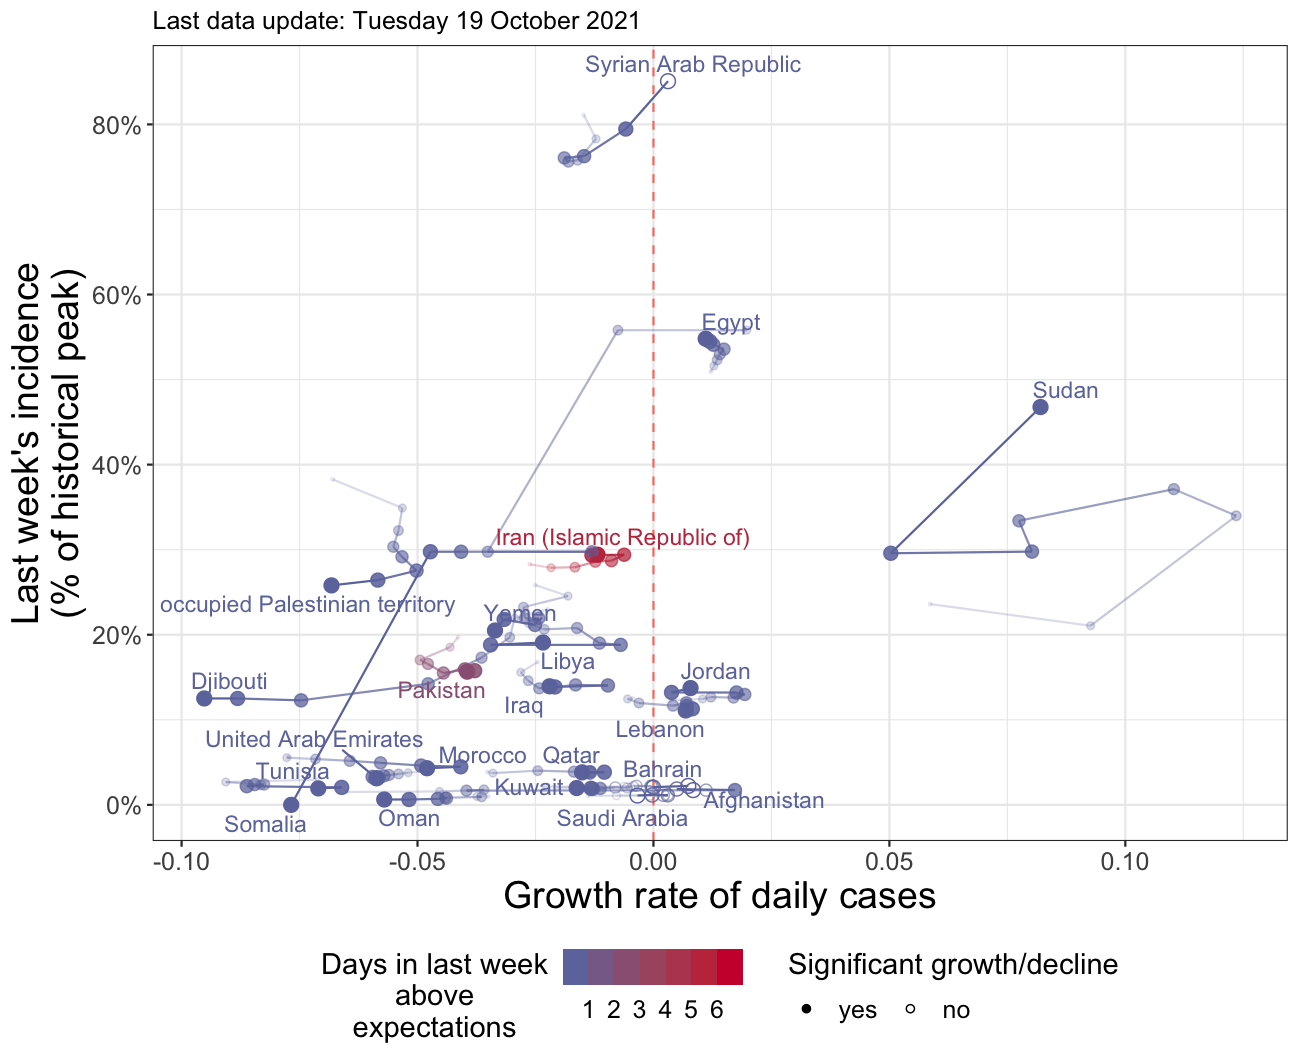 Last data update: Tuesday 19 October 2021
Last week's incidence
(% of historical peak)
80%
60%
40%
20%
0%
Syrian Arab Republic
Egypt
Sudan
Iran (Islamic Republic of)
occupied Palestinian territory
Yemen
Libya
Djibouti
Pakistan
Iraq
Jordan
Lebanon
United Arab Emirates
Morocco
Qatar
Tunisia
Bahrain
Kuwait
Afghanistan
Somalia
Oman
Saudi Arabia
-0.10
-0.05
0.00
0.05
0.10
Growth rate of daily cases
Days in last week
above
expectations
1 2 3 4 5 6
Significant growth/decline
yes
no